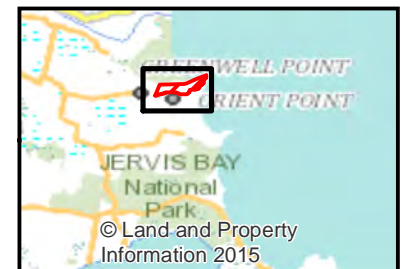 GREENWELL POINT
ORIENT POINT
JERVIS BAY
National
Park
© Land and Property
Information 2015